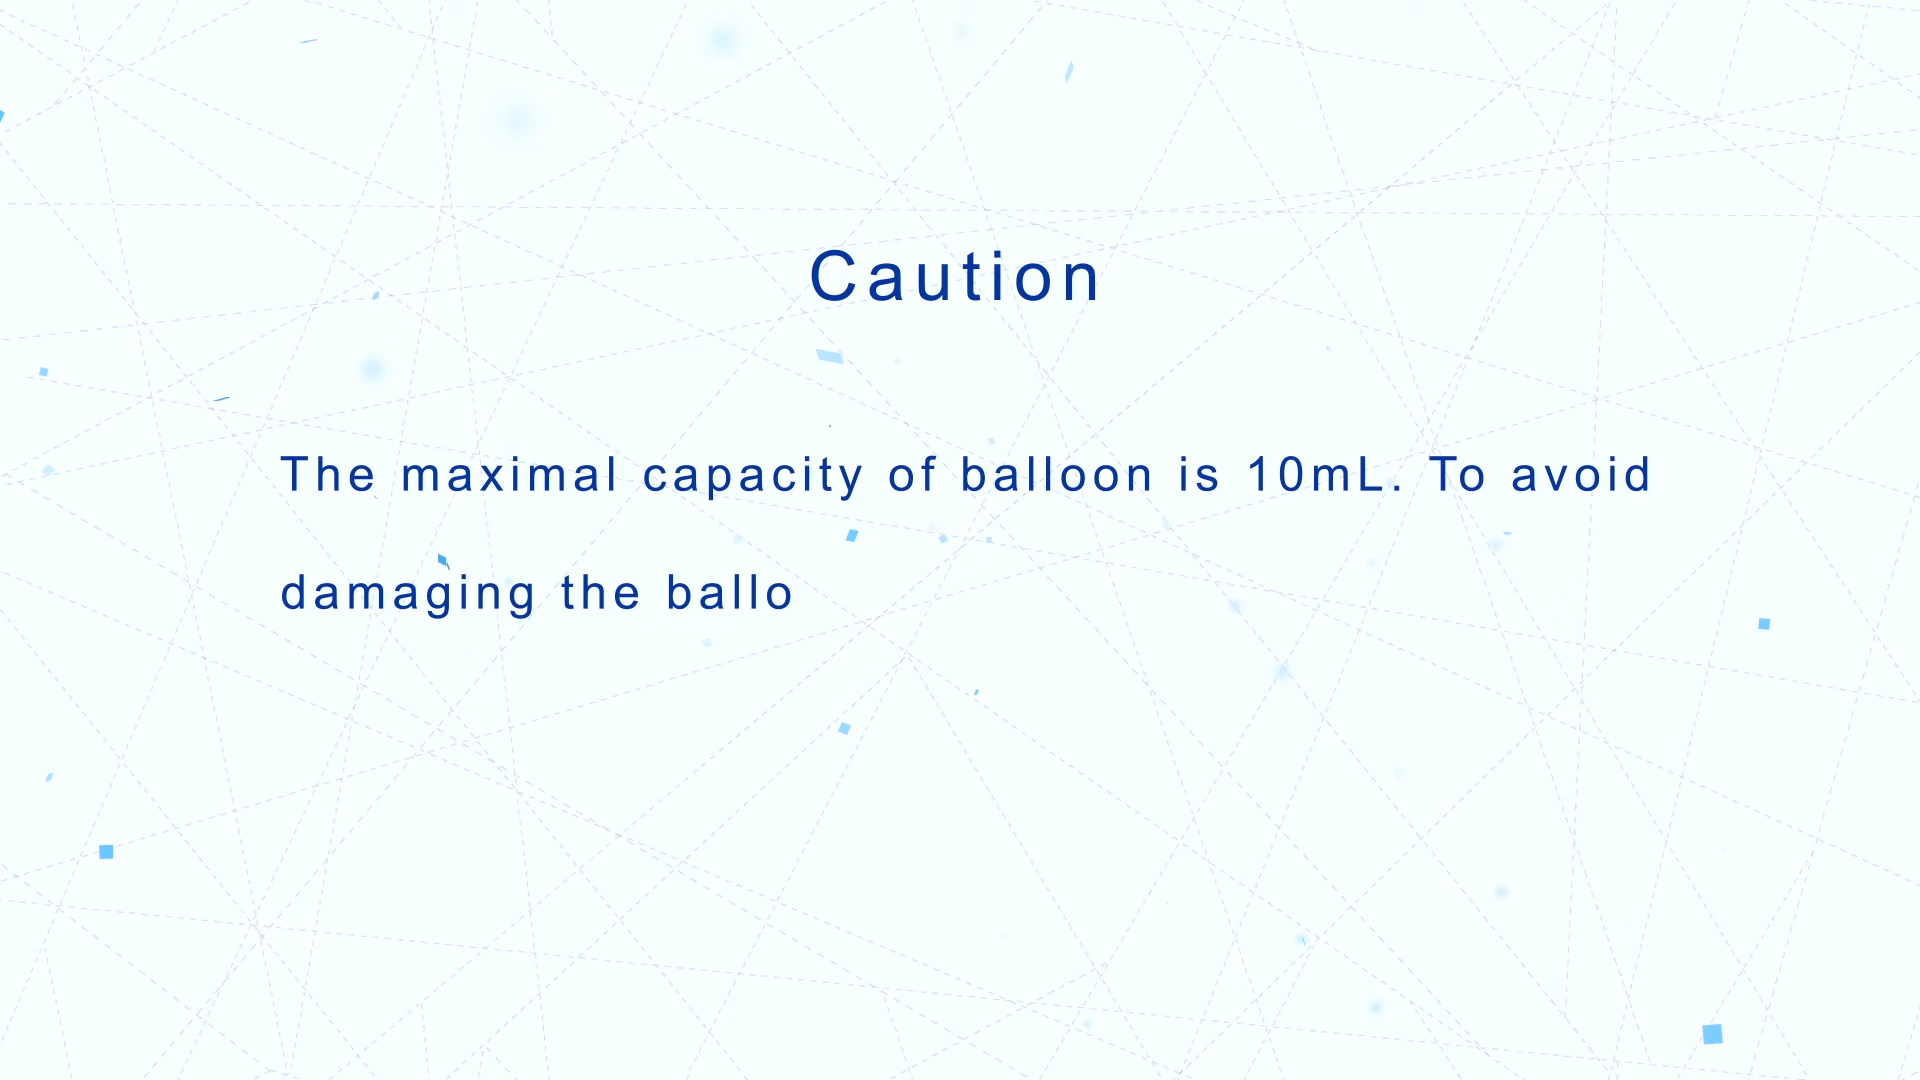 Caution
The maximal capacity of balloon is 10mL. To avoid
damaging the ballo